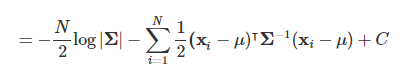 = -\frac{N}{2} \log |\mathbf{\Sigma}| - \sum_{i=1}^{N} \frac{1}{2} (\mathbf{x}_i - \mu)^\intercal \mathbf{\Sigma}^{-1} (\mathbf{x}_i - \mu) + C